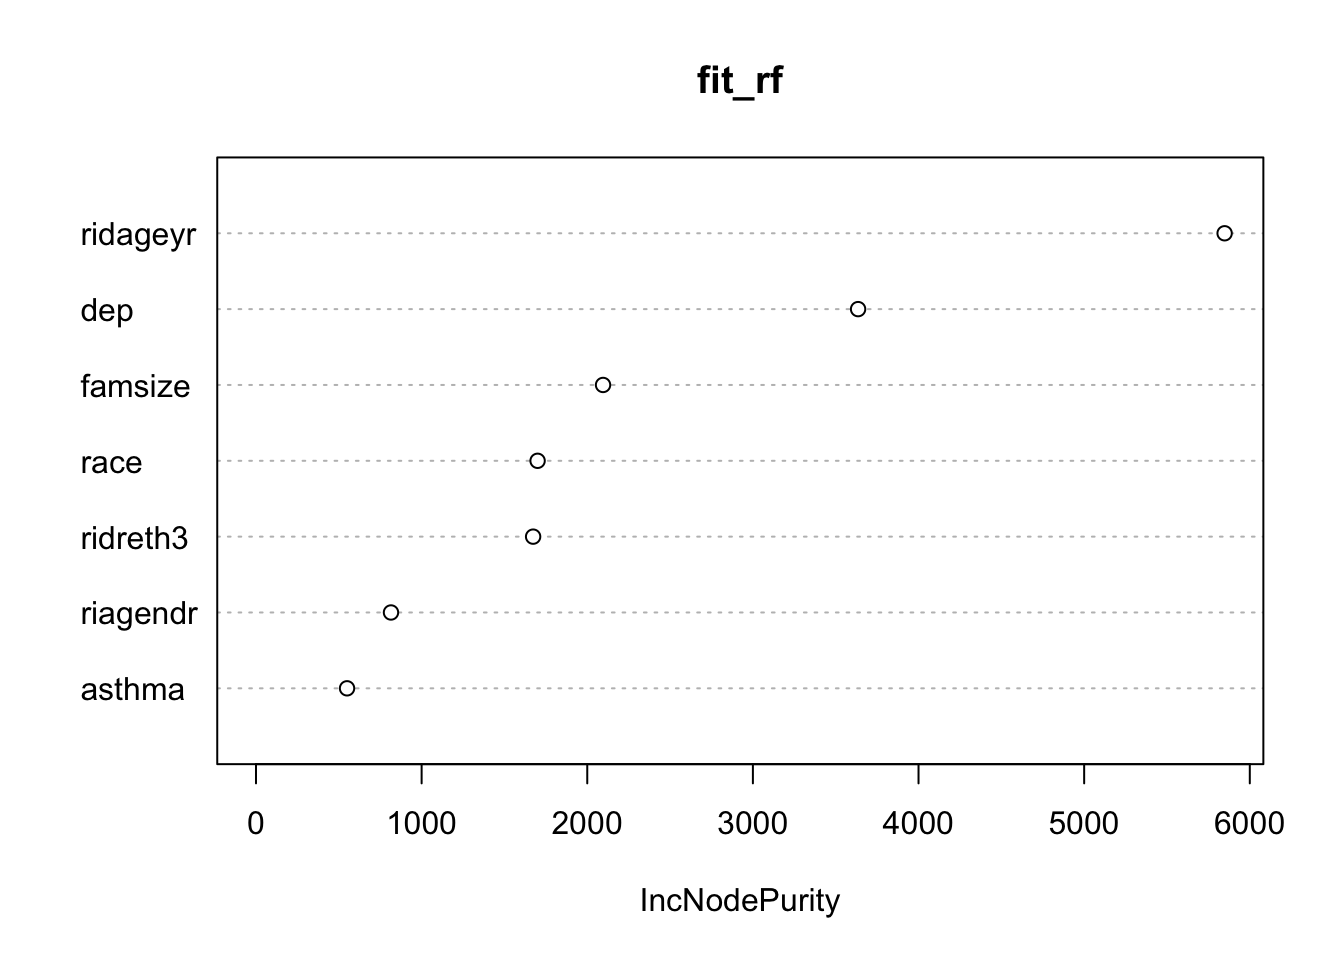 fit_rf
ridageyr
dep
famsize
race
ridreth3
riagendr
asthma
0 1000 2000 3000 4000 5000 6000
IncNodePurity